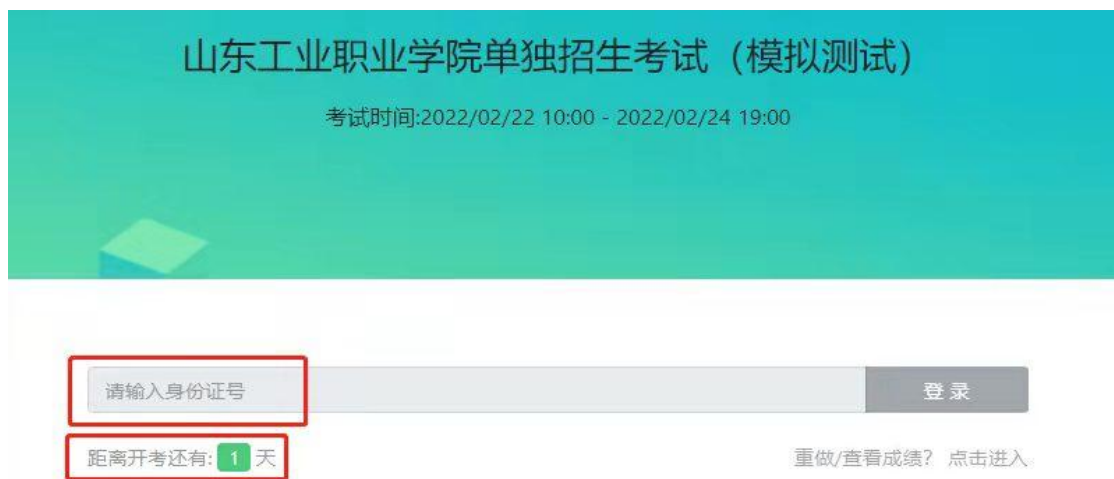 山东工业职业学院单独招生考试（模拟测试）
考试时间:2022/02/22 10:00 - 2022/02/24 19:00
请输入身份证号 登 录
距离开考还有: 1 天 重做/查看成绩？ 点击进入